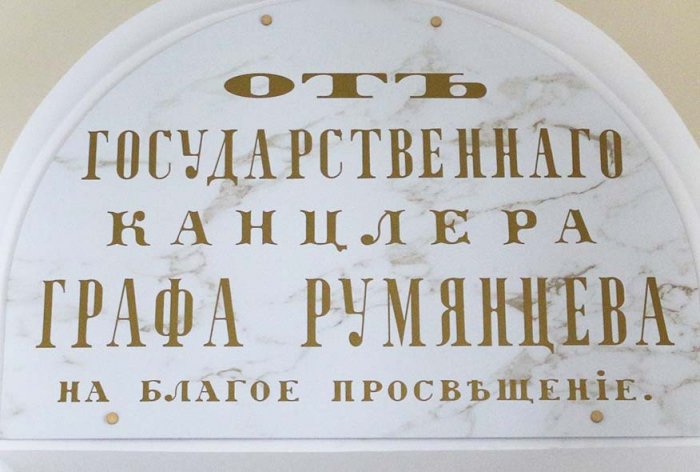 ОТЪ
ГОСУДАРСТВЕННАГО
КАНЦЛЕРА
ГРАФА РУМЯНЦЕВА
НА БЛАГОЕ ПРОСВѢЩЕНІЕ.